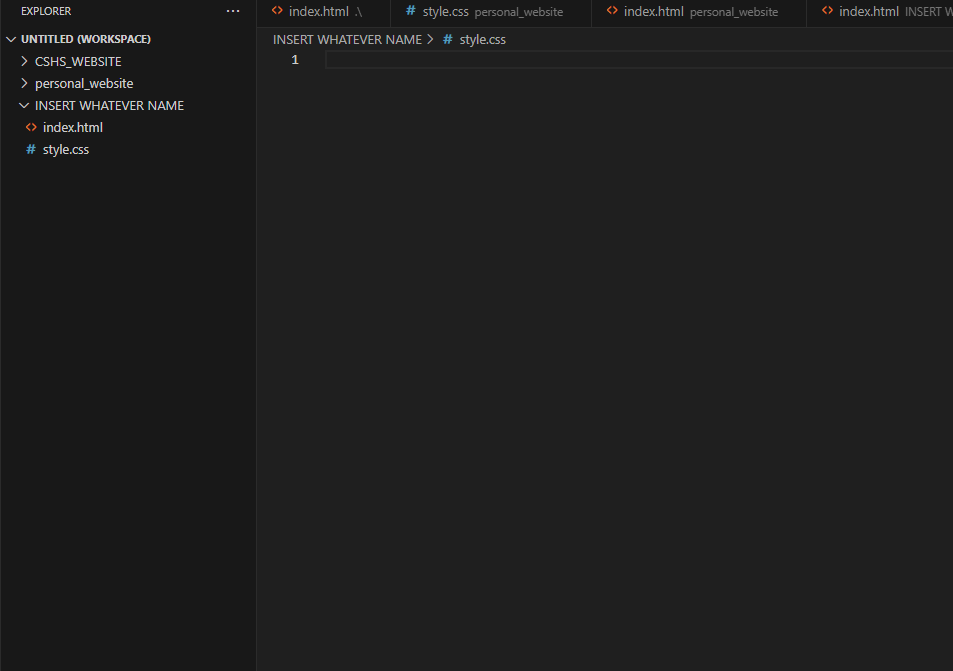 EXPLORER
UNTITLED (WORKSPACE)
CSHS_WEBSITE
personal_website
INSERT WHATEVER NAME
index.html
style.css
index.html .\
style.css personal_website
index.html personal_website
index.html INSERT W
INSERT WHATEVER NAME > # style.css
1